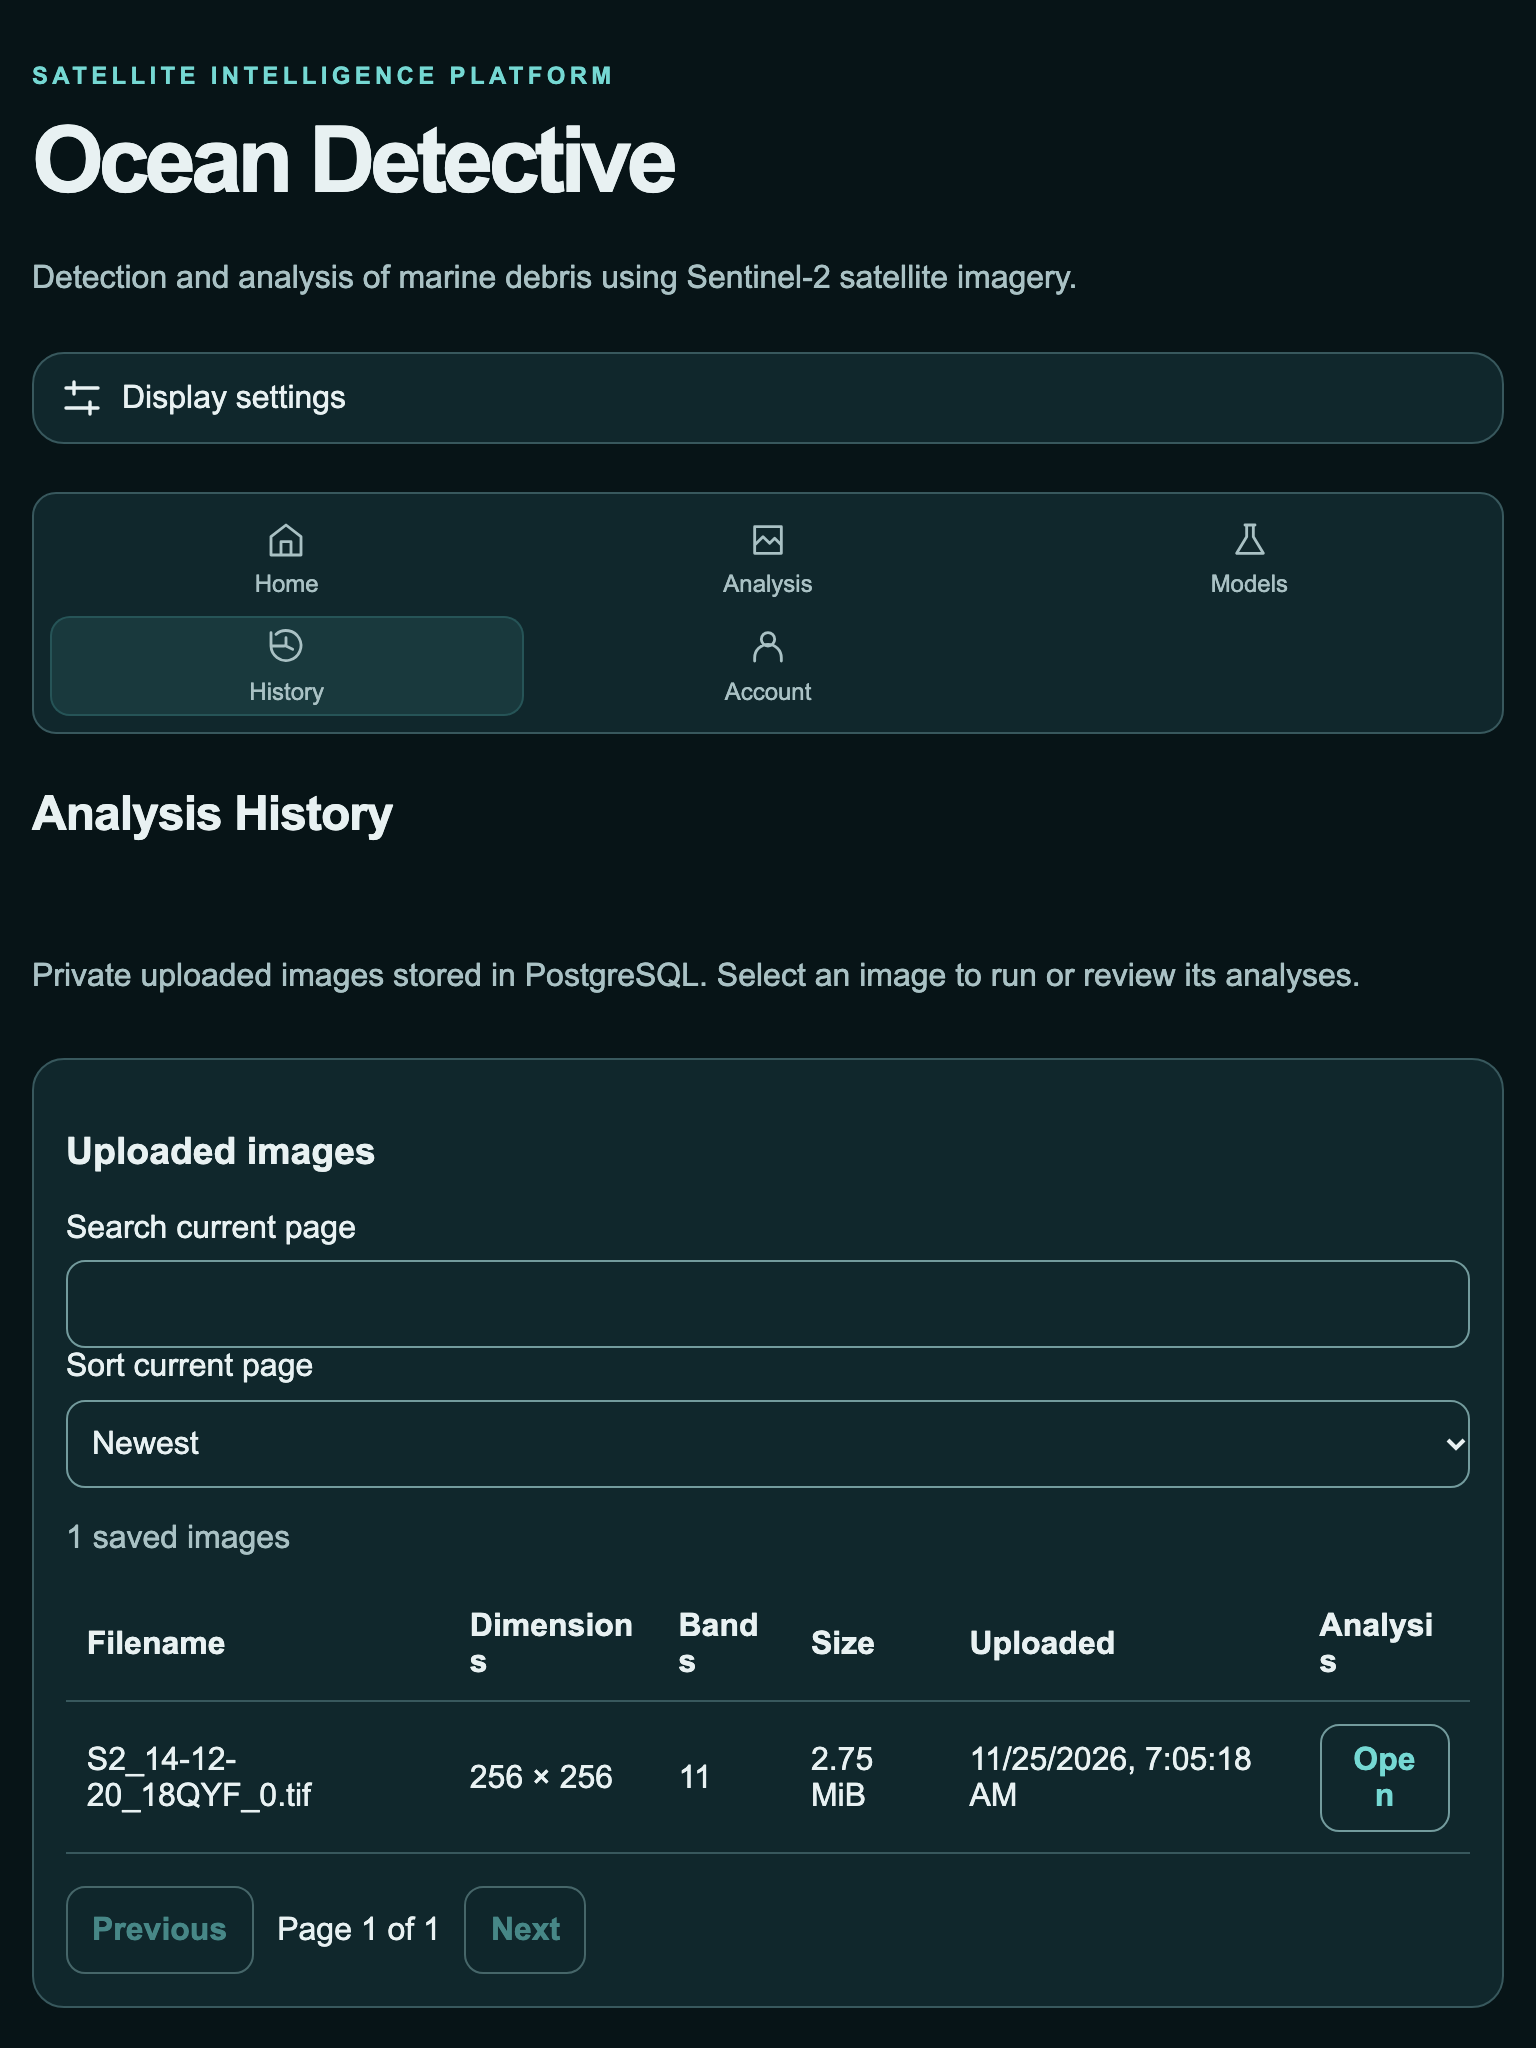 SATELLITE INTELLIGENCE PLATFORM
Ocean Detective
Detection and analysis of marine debris using Sentinel-2 satellite imagery.
Display settings
Home
Analysis
Models
History
Account
Analysis History
Private uploaded images stored in PostgreSQL. Select an image to run or review its analyses.
Uploaded images
Search current page
Sort current page
Newest
1 saved images
Filename
Dimension
s
Band
s
Size
Uploaded
Analysi
s
S2_14-12-
20_18QYF_0.tif
256 × 256
11
2.75
MiB
11/25/2026, 7:05:18
AM
Ope
n
Previous
Page 1 of 1
Next